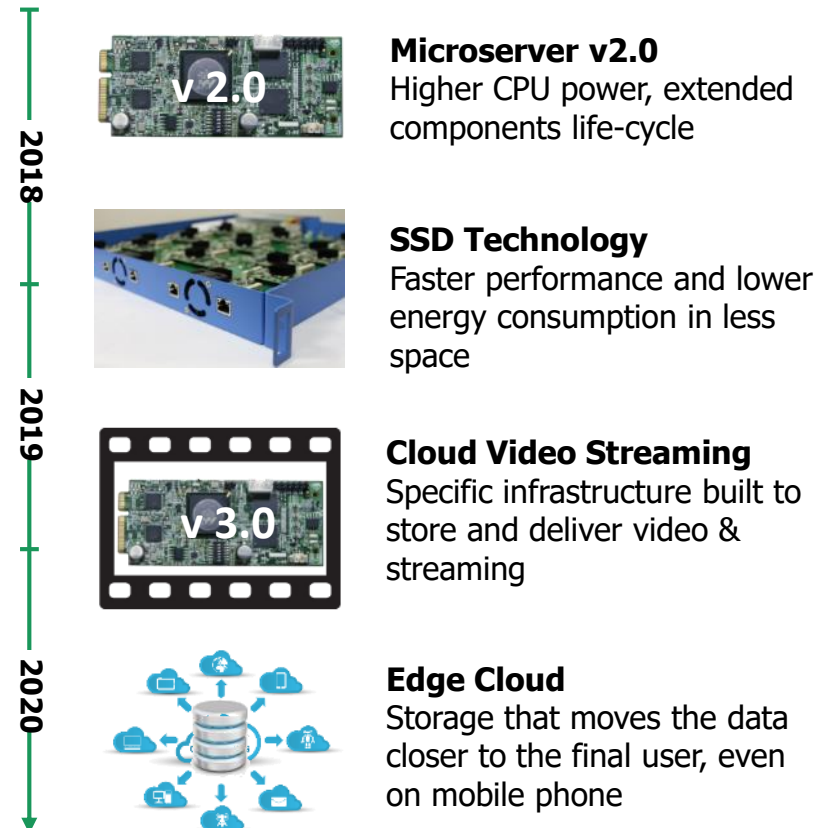 2018
v 2.0
Microserver v2.0
Higher CPU power, extended
components life-cycle
SSD Technology
Faster performance and lower
energy consumption in less
space
2019
v 3.0
Cloud Video Streaming
Specific infrastructure built to
store and deliver video &
streaming
2020
Edge Cloud
Storage that moves the data
closer to the final user, even
on mobile phone